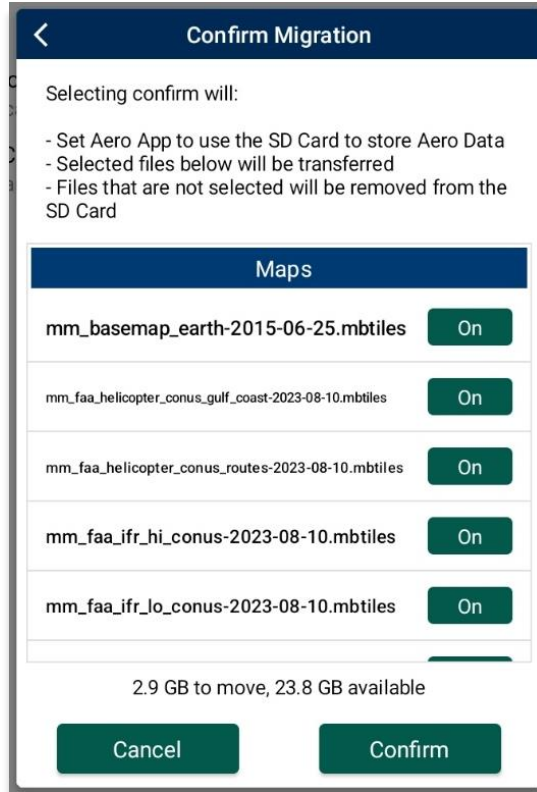 Confirm Migration
Selecting confirm will:
- Set Aero App to use the SD Card to store Aero Data
- Selected files below will be transferred
- Files that are not selected will be removed from the
SD Card
Maps
mm_basemap_earth-2015-06-25.mbtiles On
mm_faa_helicopter_conus_gulf_coast-2023-08-10.mbtiles On
mm_faa_helicopter_conus_routes-2023-08-10.mbtiles On
mm_faa_ifr_hi_conus-2023-08-10.mbtiles On
mm_faa_ifr_lo_conus-2023-08-10.mbtiles On
2.9 GB to move, 23.8 GB available
Cancel Confirm